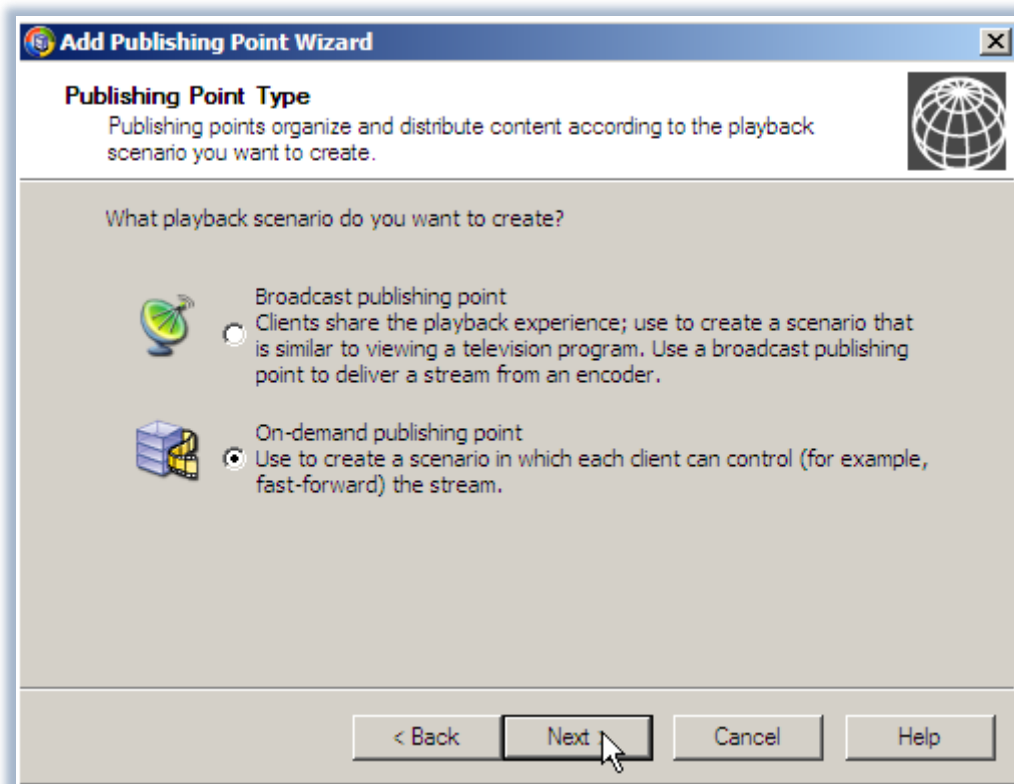 Add Publishing Point Wizard
Publishing Point Type
Publishing points organize and distribute content according to the playback
scenario you want to create.
What playback scenario do you want to create?
Broadcast publishing point
Clients share the playback experience; use to create a scenario that
is similar to viewing a television program. Use a broadcast publishing
point to deliver a stream from an encoder.
On-demand publishing point
Use to create a scenario in which each client can control (for example,
fast-forward) the stream.
< Back
Next >
Cancel
Help